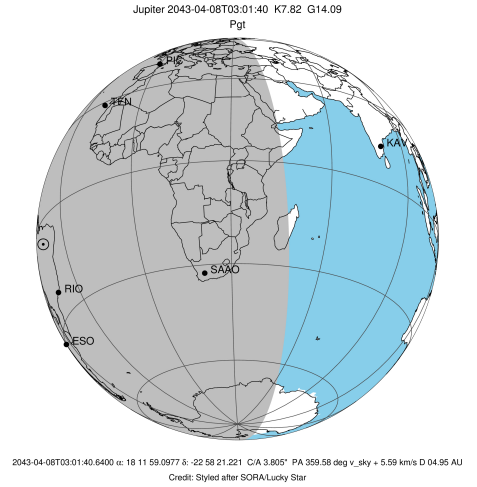 Jupiter 2043-04-08T03:01:40 K7.82 G14.09
Pgt
PIC
TEN
KAV
SAAO
RIO
ESO
2043-04-08T03:01:40.6400 α: 18 11 59.0977 δ: -22 58 21.221 C/A 3.805" PA 359.58 deg v_sky + 5.59 km/s D 04.95 AU
Credit: Styled after SORA/Lucky Star